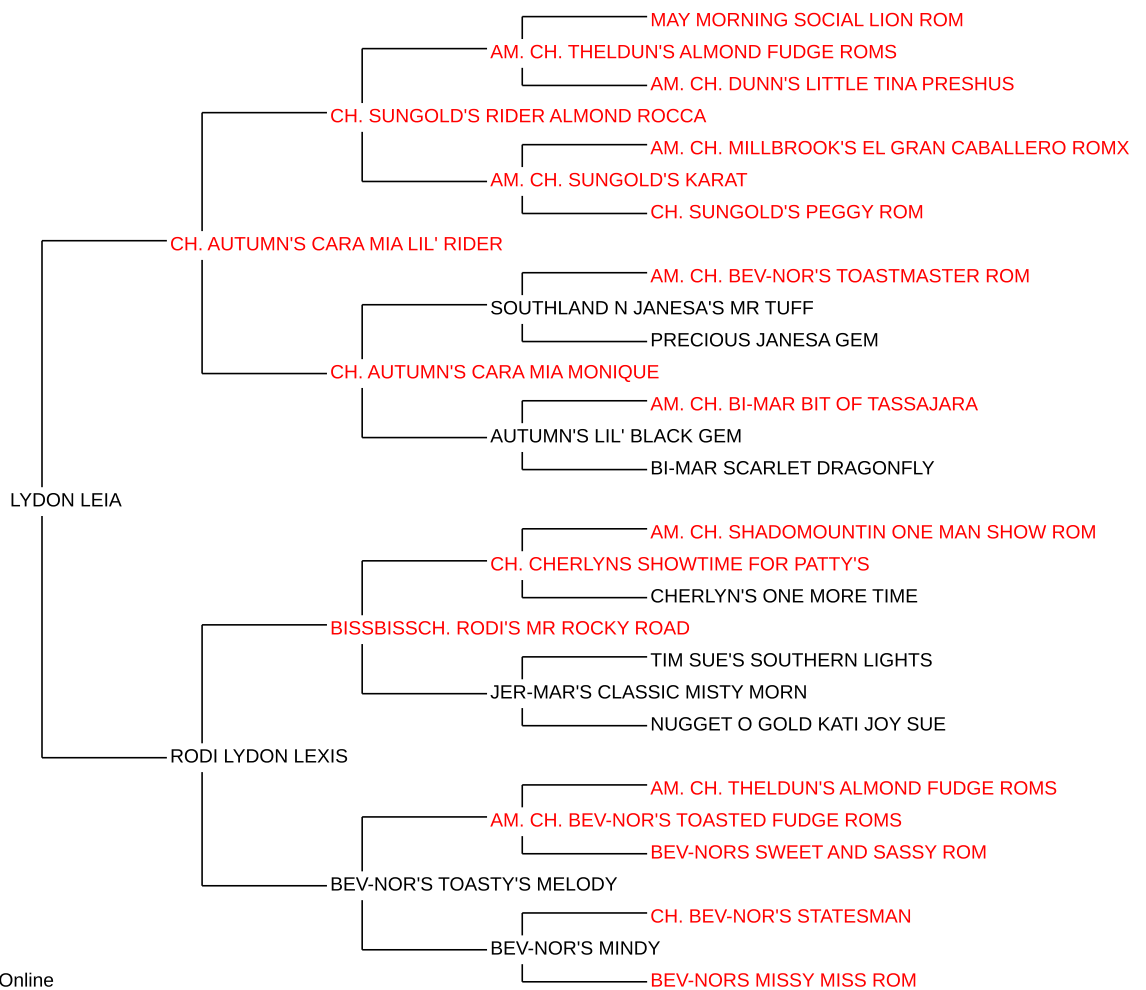 MAY MORNING SOCIAL LION ROM
AM. CH. THELDUN'S ALMOND FUDGE ROMS
AM. CH. DUNN'S LITTLE TINA PRESHUS
CH. SUNGOLD'S RIDER ALMOND ROCCA
AM. CH. MILLBROOK'S EL GRAN CABALLERO ROMX
AM. CH. SUNGOLD'S KARAT
CH. SUNGOLD'S PEGGY ROM
CH. AUTUMN'S CARA MIA LIL' RIDER
AM. CH. BEV-NOR'S TOASTMASTER ROM
SOUTHLAND N JANESA'S MR TUFF
PRECIOUS JANESA GEM
CH. AUTUMN'S CARA MIA MONIQUE
AM. CH. BI-MAR BIT OF TASSAJARA
AUTUMN'S LIL' BLACK GEM
BI-MAR SCARLET DRAGONFLY
LYDON LEIA
AM. CH. SHADOMOUNTIN ONE MAN SHOW ROM
CH. CHERLYNS SHOWTIME FOR PATTY'S
CHERLYN'S ONE MORE TIME
BISSBISSCH. RODI'S MR ROCKY ROAD
TIM SUE'S SOUTHERN LIGHTS
JER-MAR'S CLASSIC MISTY MORN
NUGGET O GOLD KATI JOY SUE
RODI LYDON LEXIS
AM. CH. THELDUN'S ALMOND FUDGE ROMS
AM. CH. BEV-NOR'S TOASTED FUDGE ROMS
BEV-NORS SWEET AND SASSY ROM
BEV-NOR'S TOASTY'S MELODY
CH. BEV-NOR'S STATESMAN
BEV-NOR'S MINDY
BEV-NORS MISSY MISS ROM
Online